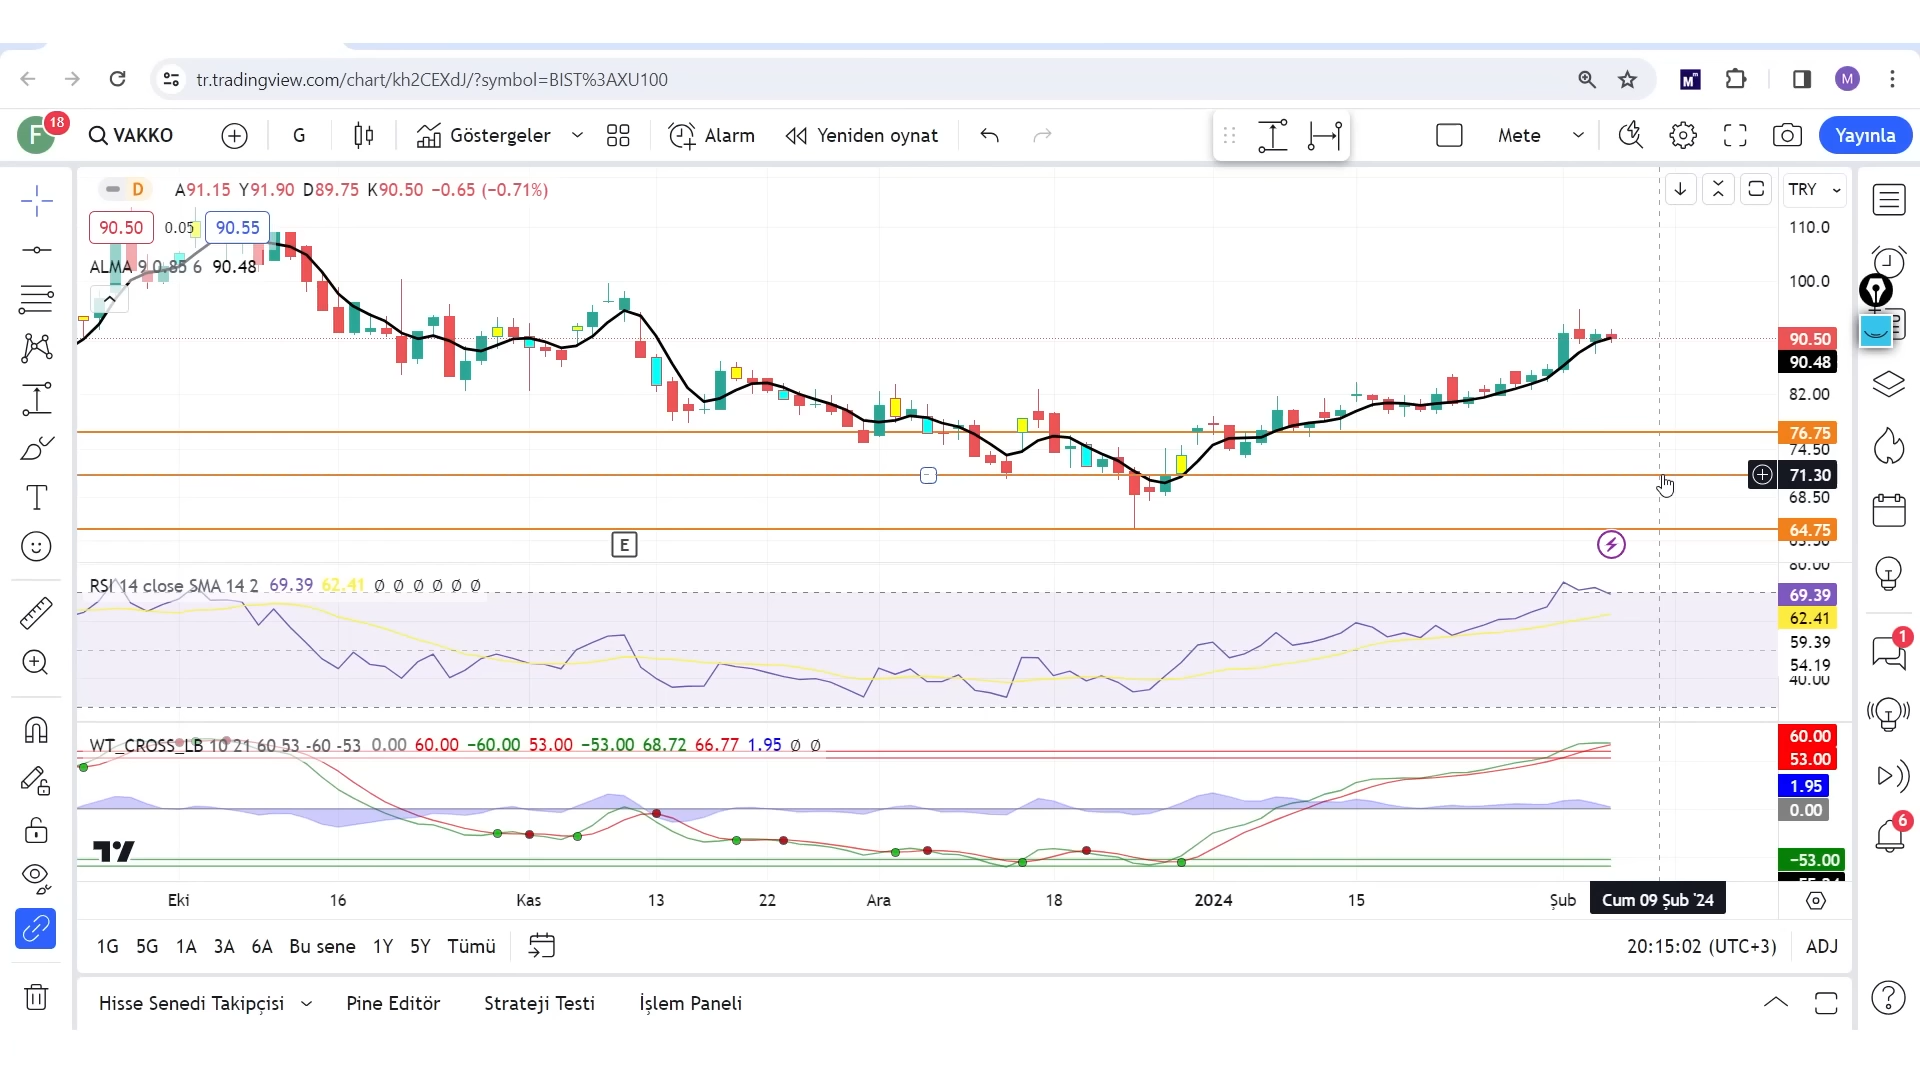 tr.tradingview.com/chart/kh2CEXdJ/?symbol=BIST%3AXU100
M
M
F
18
VAKKO
G
Göstergeler
Alarm
Yeniden oynat
Mete
Yayınla
D A91.15 Y91.90 D89.75 K90.50 −0.65 (−0.71%)
TRY
90.50 0.05 90.55
110.0
ALMA 9 0.85 6 90.48
100.0
90.50
90.48
82.00
76.75
74.50
71.30
68.50
64.75
E
80.00
RSI 14 close SMA 14 2 69.39 62.41 Ø Ø Ø Ø Ø Ø
69.39
62.41
59.39
54.19
40.00
1
WT_CROSS_LB 10 21 60 53 -60 -53 0.00 60.00 −60.00 53.00 −53.00 68.72 66.77 1.95 Ø Ø
60.00
53.00
1.95
0.00
6
−53.00
Eki 16 Kas 13 22 Ara 18 2024 15 Şub Cum 09 Şub '24
1G 5G 1A 3A 6A Bu sene 1Y 5Y Tümü
20:15:02 (UTC+3) ADJ
Hisse Senedi Takipçisi Pine Editör Strateji Testi İşlem Paneli